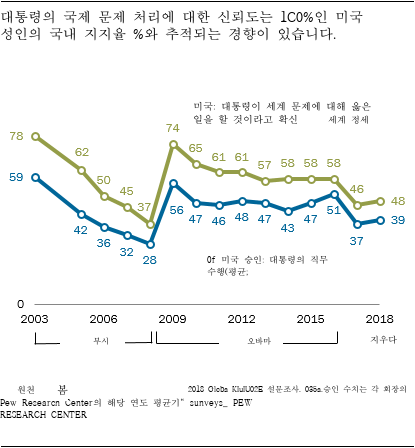 대통령의 국제 문제 처리에 대한 신뢰도는 1C0%인 미국
성인의 국내 지지율 %와 추적되는 경향이 있습니다.
미국: 대통령이 세계 문제에 대해 옳은
일을 할 것이라고 확신 세계 정세
78 62 50 45 37 74 65 61 61 57 58 58 58 46 48
59 42 36 32 28 56 47 46 48 47 43 47 51 37 39
0f 미국 승인: 대통령의 직무
수행(평균;
0
2003 2006 2009 2012 2015 2018
부시 오바마 지우다
원천 봄 2018 Globa KlulU02E 설문조사. 035a.승인 수치는 각 회장의
Pew Researcn Center의 해당 연도 평균기" sunveys_ PEW
RESEARCH CENTER